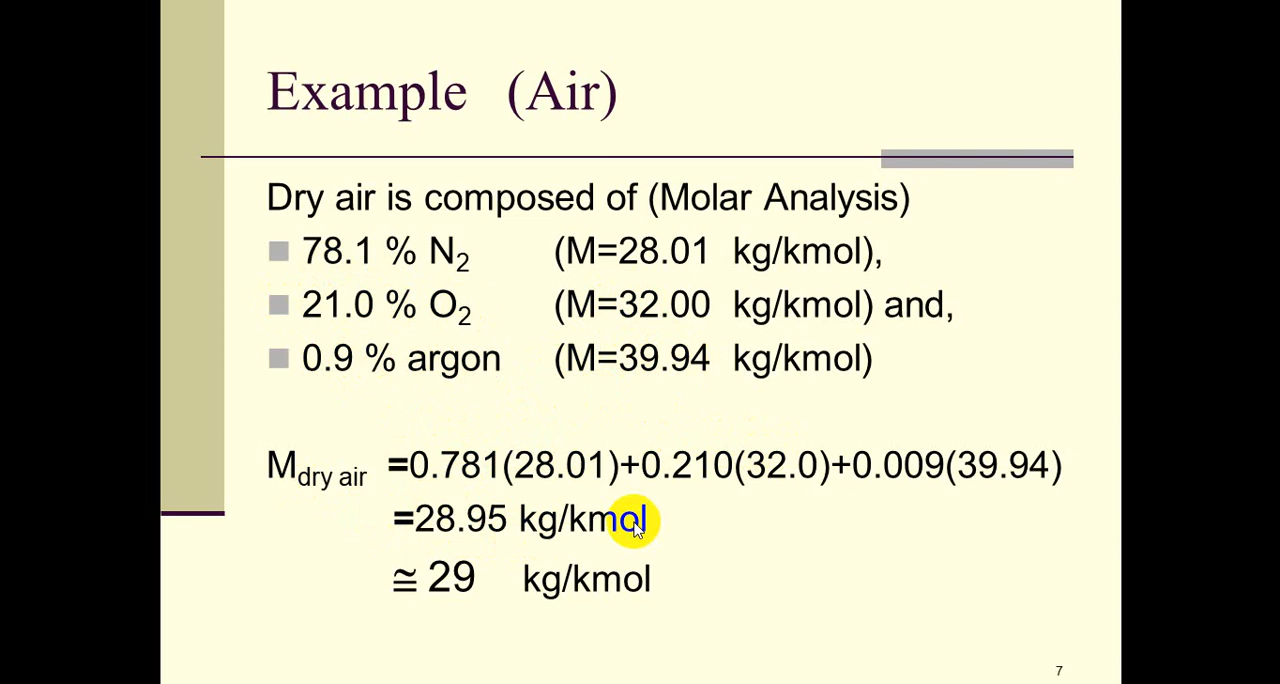 Example (Air)
Dry air is composed of (Molar Analysis)
78.1 % N₂ (M=28.01 kg/kmol),
21.0 % O₂ (M=32.00 kg/kmol) and,
0.9 % argon (M=39.94 kg/kmol)
M_dry air =0.781(28.01)+0.210(32.0)+0.009(39.94)
=28.95 kg/kmol
≅ 29 kg/kmol
7